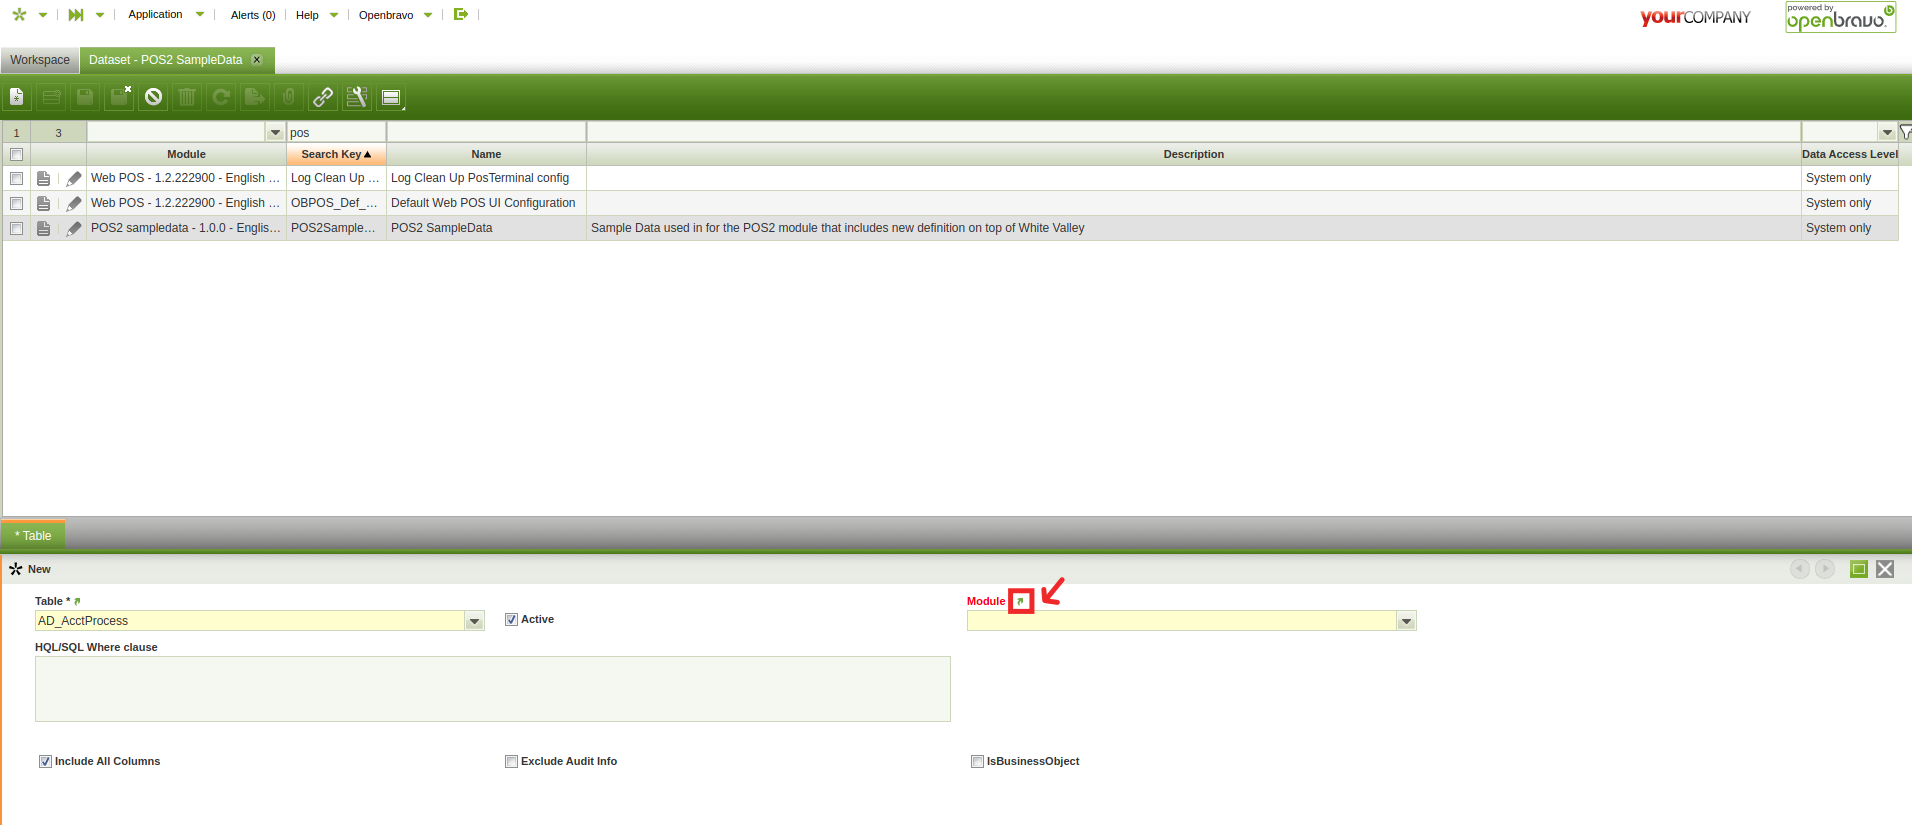 Application Alerts (0) Help Openbravo
yourCOMPANY
powered by
openbravo
Workspace Dataset - POS2 SampleData
1 3 pos
Module Search Key Name Description Data Access Level
Web POS - 1.2.222900 - English ... Log Clean Up ... Log Clean Up PosTerminal config System only
Web POS - 1.2.222900 - English ... OBPOS_Def_... Default Web POS UI Configuration System only
POS2 sampledata - 1.0.0 - Englis... POS2Sample... POS2 SampleData Sample Data used in for the POS2 module that includes new definition on top of White Valley System only
* Table
New
Table * Module
AD_AcctProcess Active
HQL/SQL Where clause
Include All Columns Exclude Audit Info IsBusinessObject